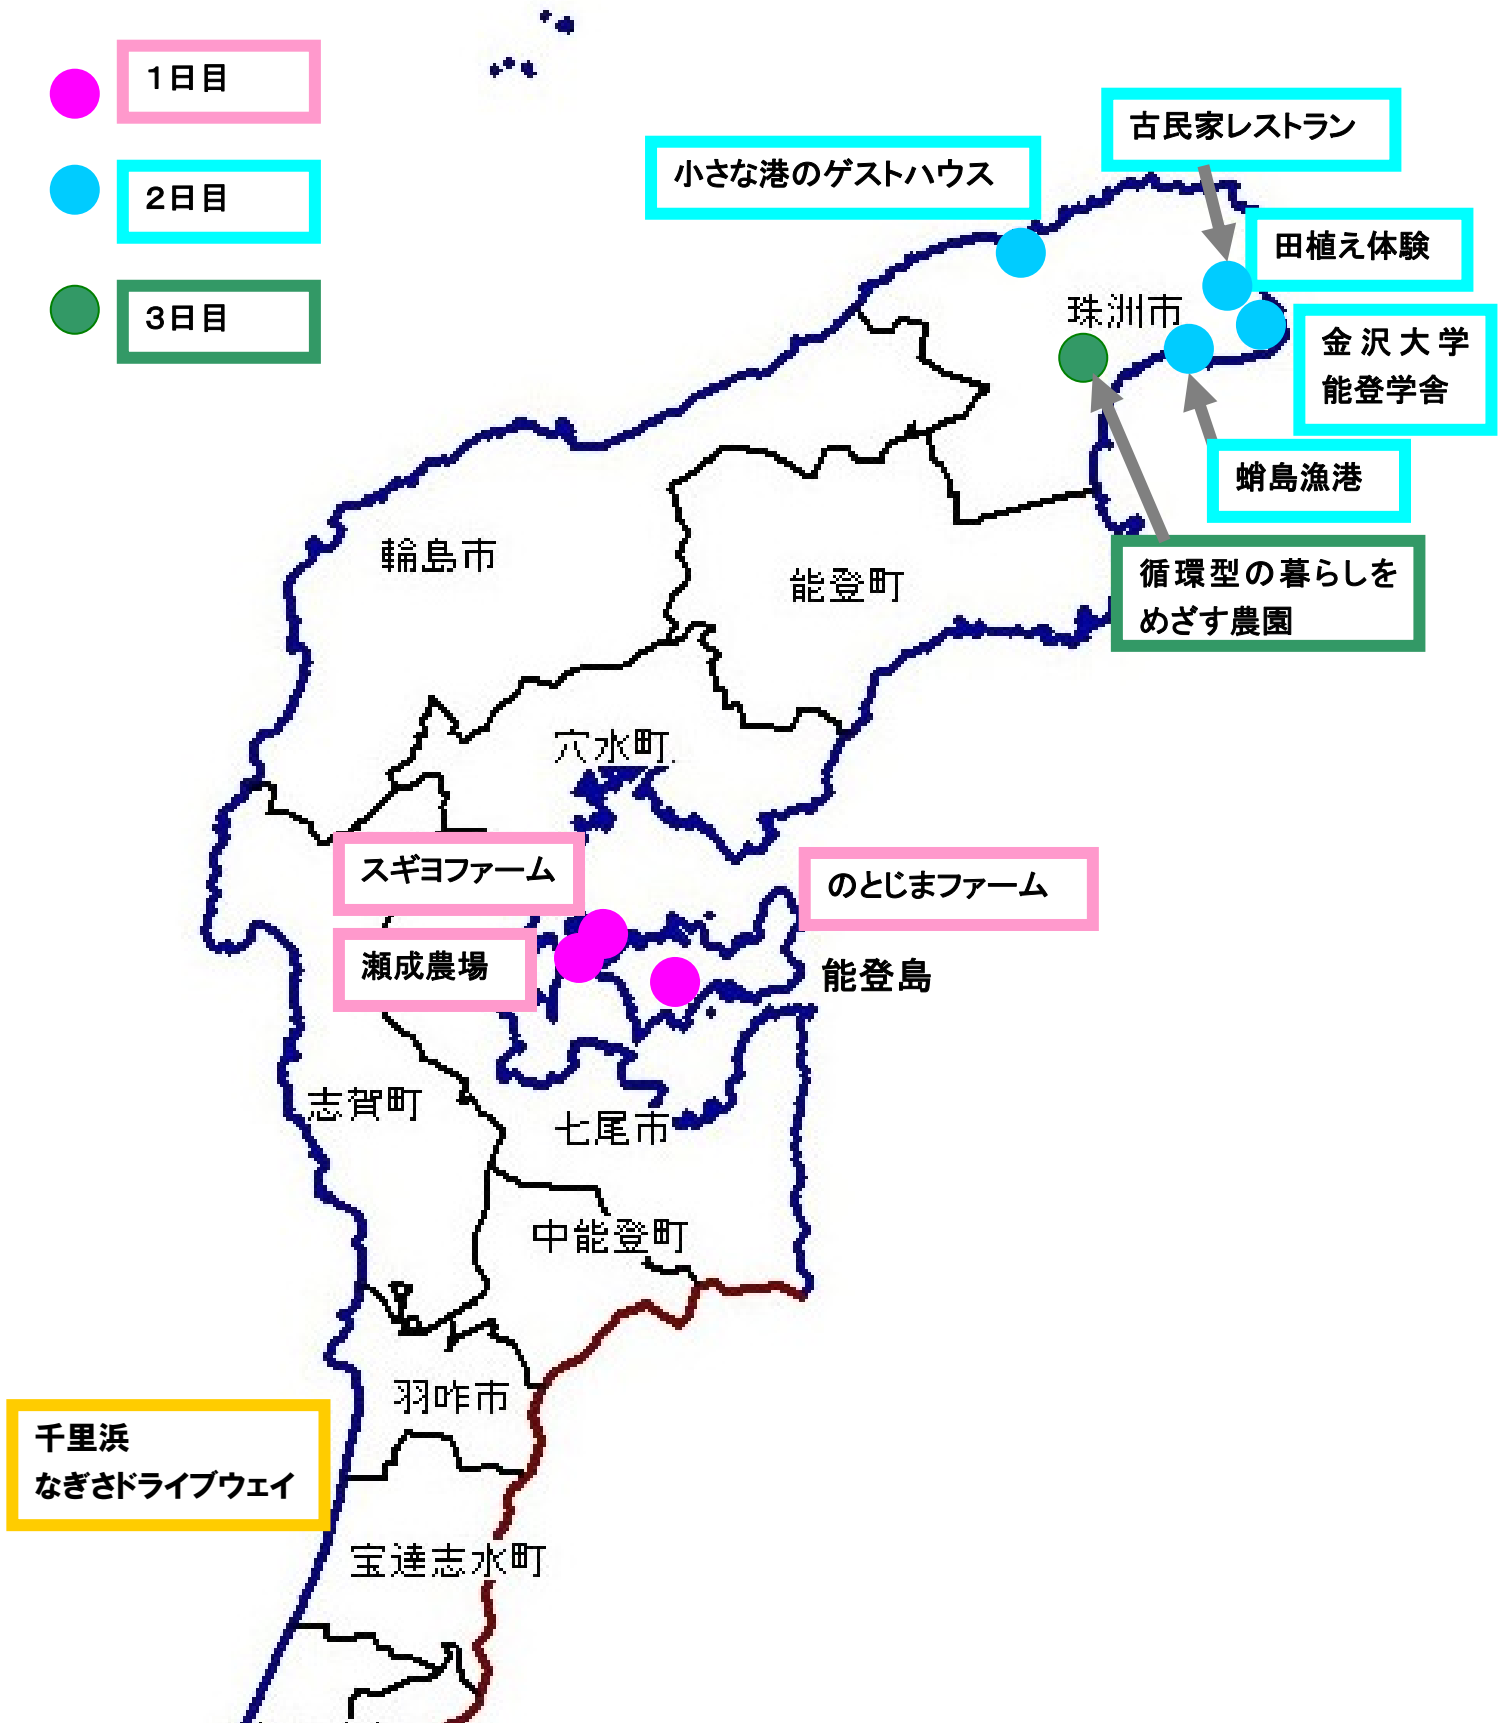 1日目
2日目
3日目
古民家レストラン
小さな港のゲストハウス
田植え体験
珠洲市
金沢大学
能登学舎
蛸島漁港
循環型の暮らしを
めざす農園
輪島市
能登町
穴水町
スギヨファーム
のとじまファーム
瀬成農場
能登島
志賀町
七尾市
中能登町
羽咋市
千里浜
なぎさドライブウェイ
宝達志水町